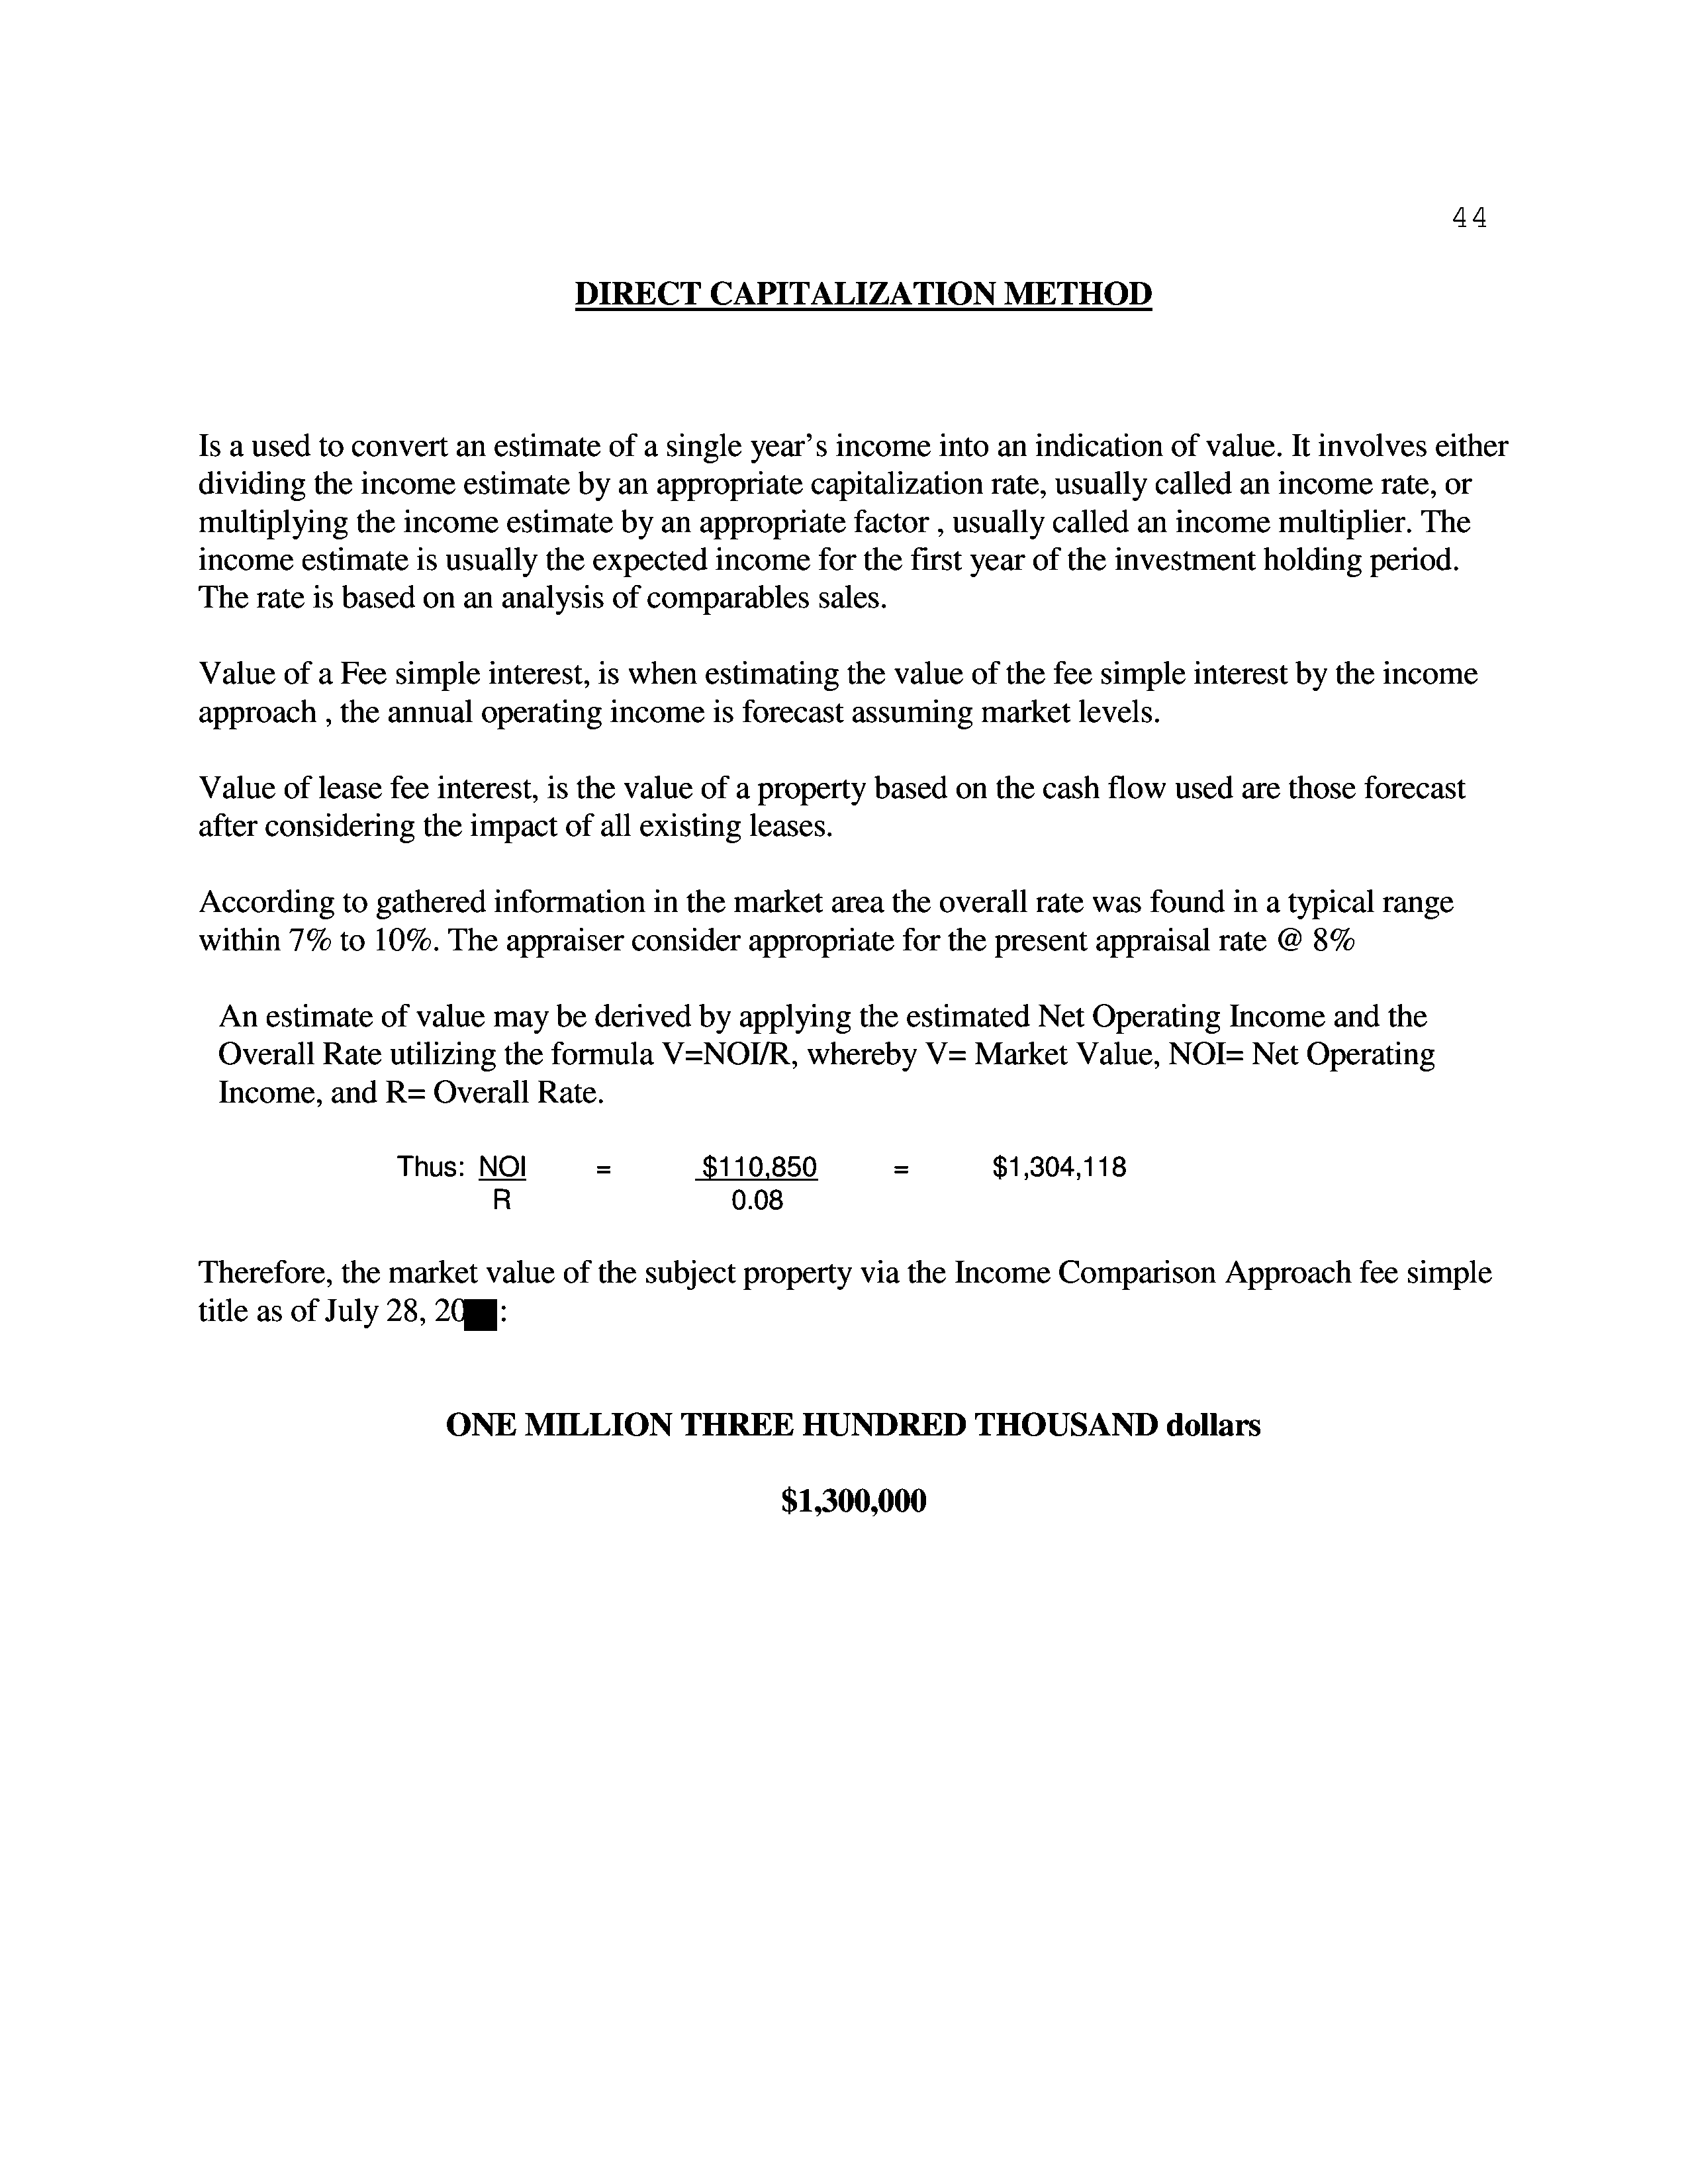 44
DIRECT CAPITALIZATION METHOD
Is a used to convert an estimate of a single year’s income into an indication of value. It involves either
dividing the income estimate by an appropriate capitalization rate, usually called an income rate, or
multiplying the income estimate by an appropriate factor , usually called an income multiplier. The
income estimate is usually the expected income for the first year of the investment holding period.
The rate is based on an analysis of comparables sales.
Value of a Fee simple interest, is when estimating the value of the fee simple interest by the income
approach , the annual operating income is forecast assuming market levels.
Value of lease fee interest, is the value of a property based on the cash flow used are those forecast
after considering the impact of all existing leases.
According to gathered information in the market area the overall rate was found in a typical range
within 7% to 10%. The appraiser consider appropriate for the present appraisal rate @ 8%
An estimate of value may be derived by applying the estimated Net Operating Income and the
Overall Rate utilizing the formula V=NOI/R, whereby V= Market Value, NOI= Net Operating
Income, and R= Overall Rate.
Thus: NOI = $110,850 = $1,304,118
R 0.08
Therefore, the market value of the subject property via the Income Comparison Approach fee simple
title as of July 28, 20 :
ONE MILLION THREE HUNDRED THOUSAND dollars
$1,300,000